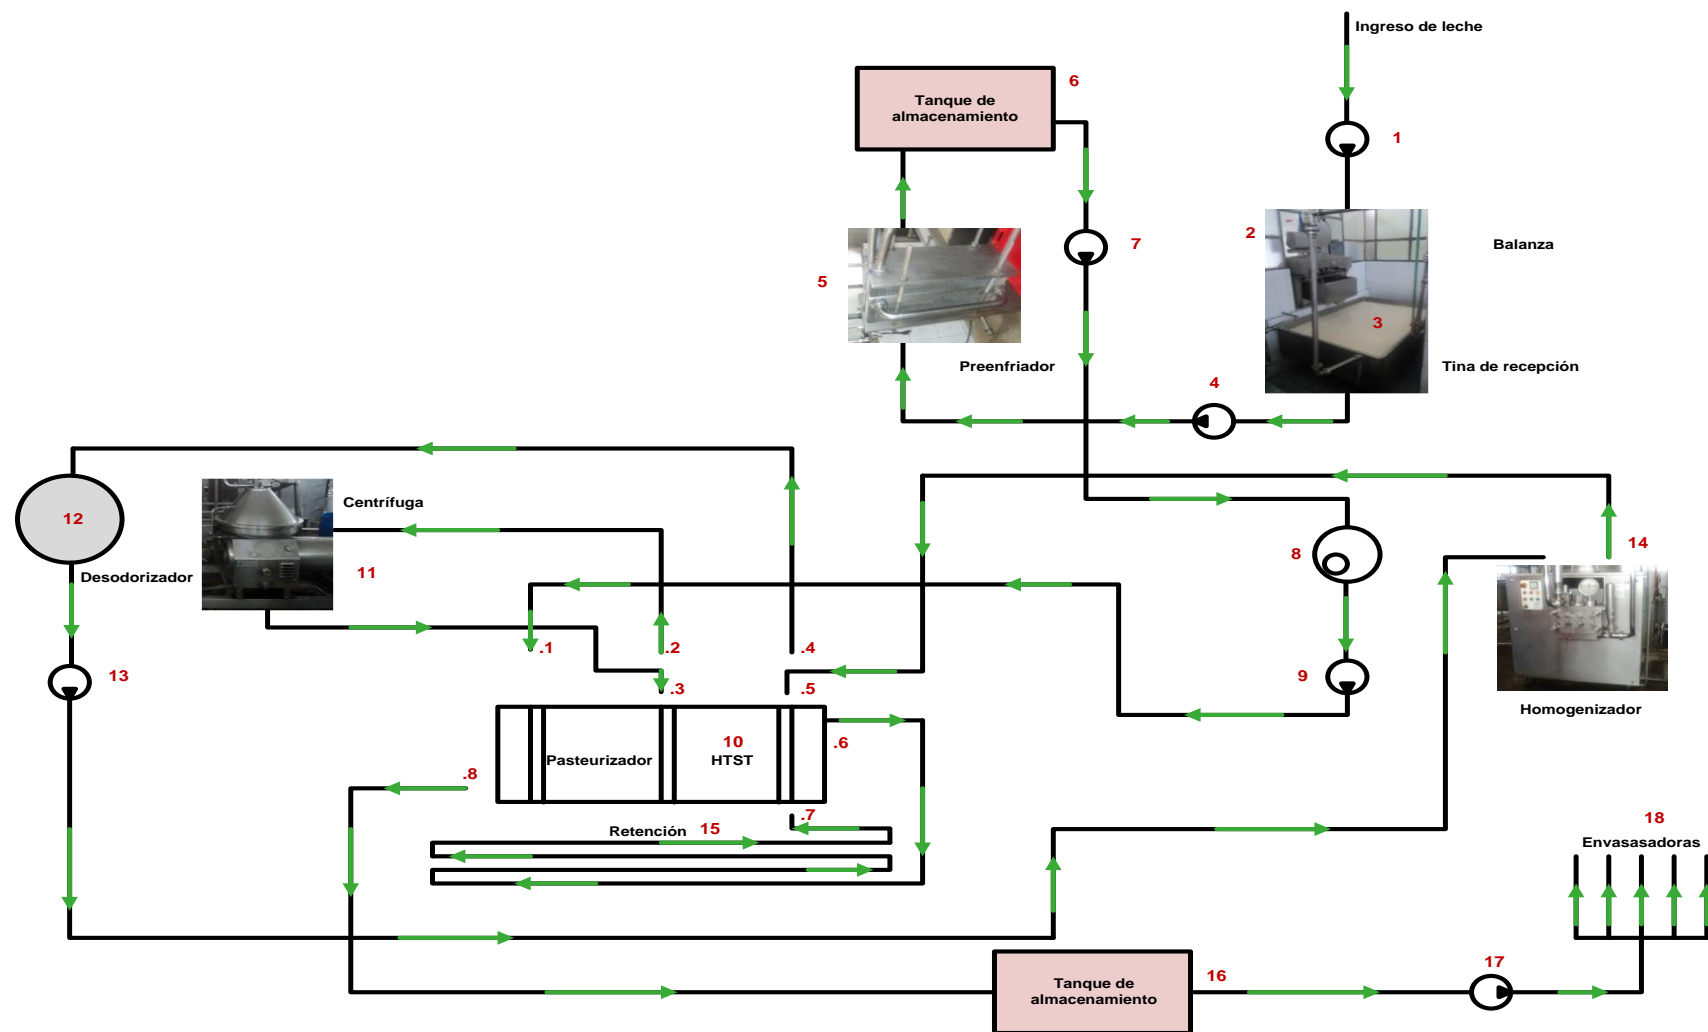 Ingreso de leche
6
Tanque de
almacenamiento
1
2
Balanza
7
5
3
Preenfriador
Tina de recepción
4
Centrífuga
12
14
8
Desodorizador
11
.1
.2
.4
13
9
.3
.5
Homogenizador
10
.6
Pasteurizador
HTST
.8
.7
Retención
15
18
Envasasadoras
17
16
Tanque de
almacenamiento